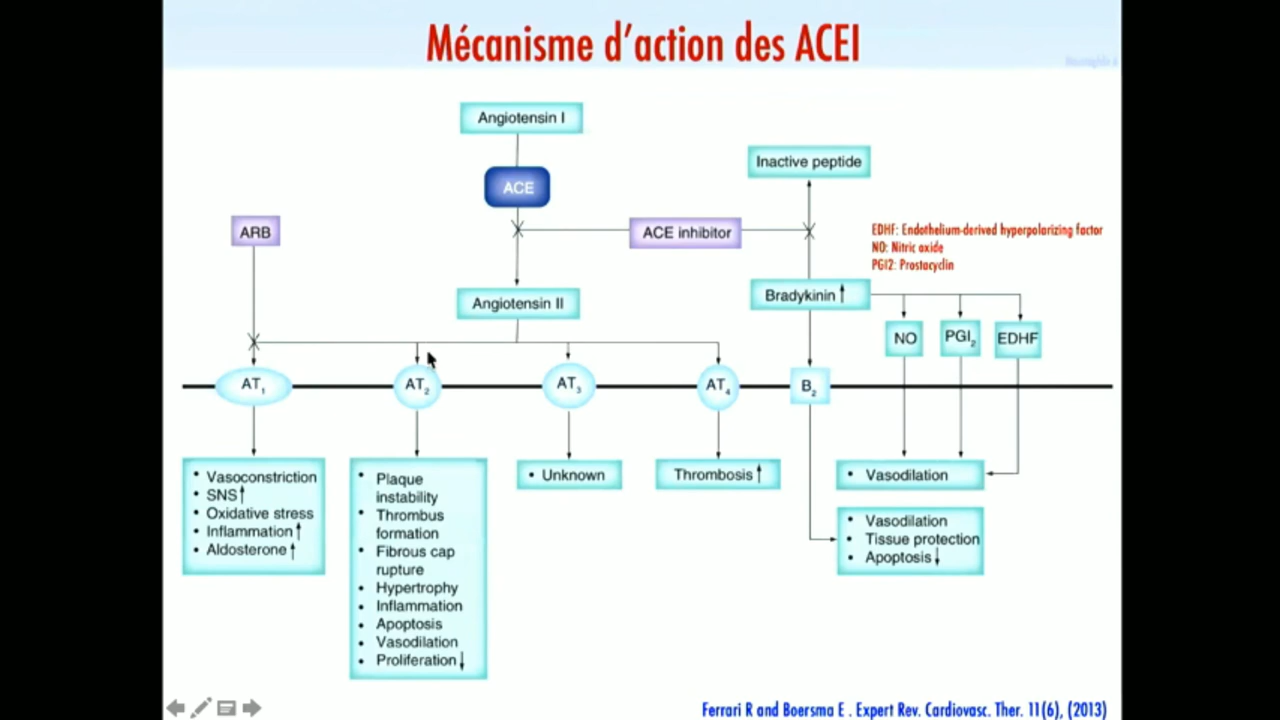 Mécanisme d'action des ACEI
Angiotensin I
Inactive peptide
ACE
ARB
ACE inhibitor
EDHF: Endothelium-derived hyperpolarizing factor
NO: Nitric oxide
PGI2: Prostacyclin
Bradykinin↑
Angiotensin II
NO
PGI₂
EDHF
AT₁
AT₂
AT₃
AT₄
B₂
• Vasoconstriction
• SNS↑
• Oxidative stress
• Inflammation↑
• Aldosterone↑
• Plaque
instability
• Thrombus
formation
• Fibrous cap
rupture
• Hypertrophy
• Inflammation
• Apoptosis
• Vasodilation
• Proliferation↓
• Unknown
Thrombosis↑
• Vasodilation
• Vasodilation
• Tissue protection
• Apoptosis↓
Ferrari R and Boersma E . Expert Rev. Cardiovasc. Ther. 11(6), (2013)